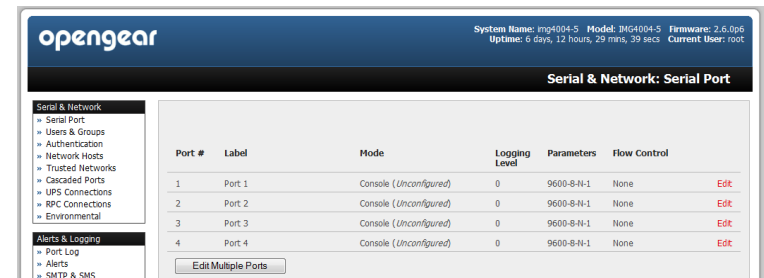 opengear
System Name: img4004-5 Model: IMG4004-5 Firmware: 2.6.0p6
Uptime: 6 days, 12 hours, 29 mins, 39 secs Current User: root
Serial & Network: Serial Port
Serial & Network
» Serial Port
» Users & Groups
» Authentication
» Network Hosts
» Trusted Networks
» Cascaded Ports
» UPS Connections
» RPC Connections
» Environmental
Alerts & Logging
» Port Log
» Alerts
» SMTP & SMS
Port # Label Mode Logging Level Parameters Flow Control
1 Port 1 Console (Unconfigured) 0 9600-8-N-1 None Edit
2 Port 2 Console (Unconfigured) 0 9600-8-N-1 None Edit
3 Port 3 Console (Unconfigured) 0 9600-8-N-1 None Edit
4 Port 4 Console (Unconfigured) 0 9600-8-N-1 None Edit
Edit Multiple Ports